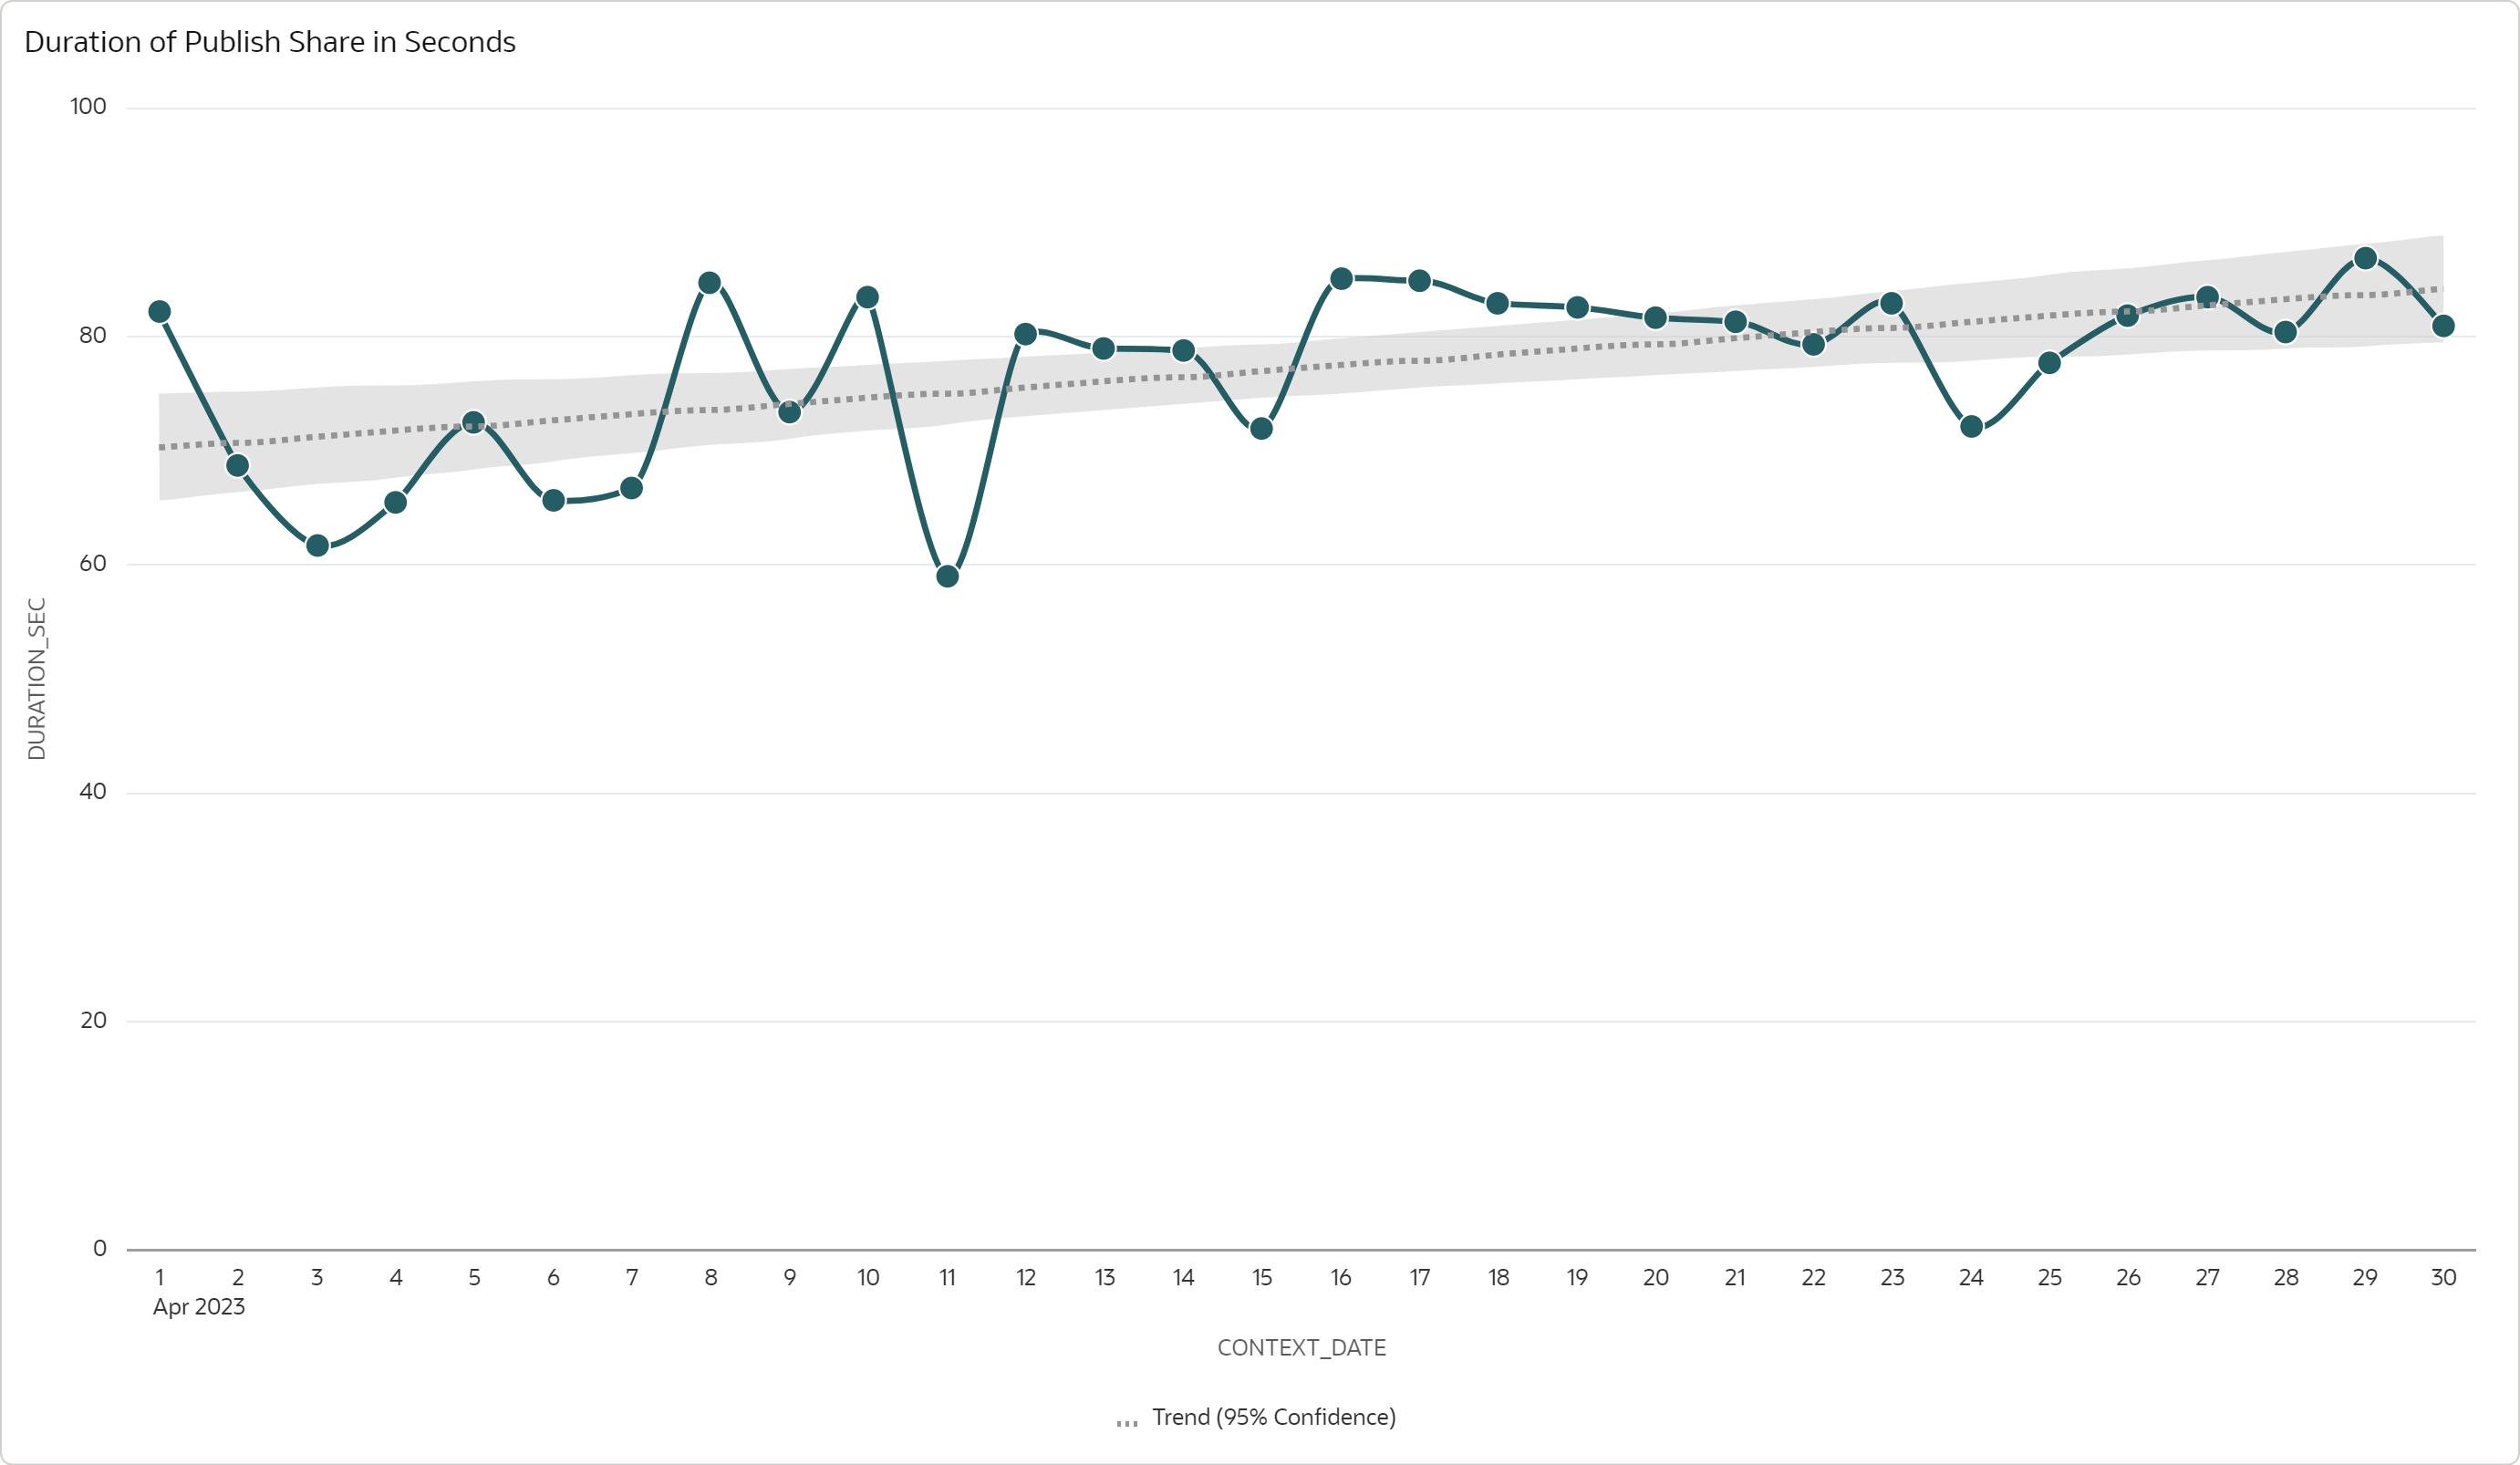 Duration of Publish Share in Seconds
100
80
60
40
20
0
DURATION_SEC
1 2 3 4 5 6 7 8 9 10 11 12 13 14 15 16 17 18 19 20 21 22 23 24 25 26 27 28 29 30
Apr 2023
CONTEXT_DATE
Trend (95% Confidence)